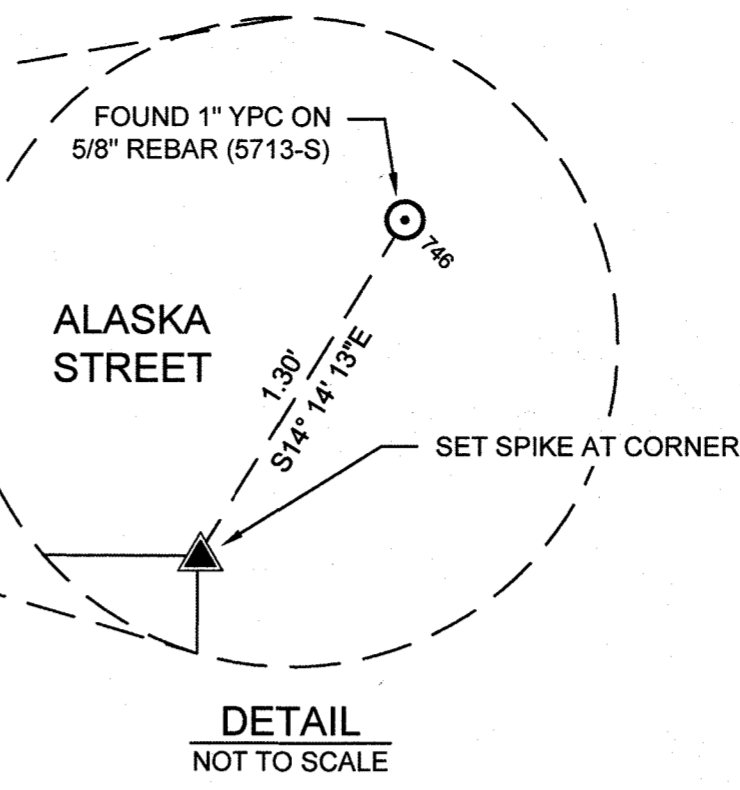 FOUND 1" YPC ON
5/8" REBAR (5713-S)
746
ALASKA
STREET
1.30'
S14° 14' 13"E
SET SPIKE AT CORNER
DETAIL
NOT TO SCALE